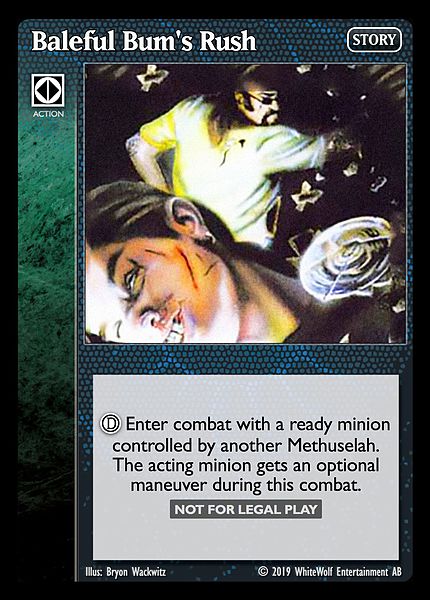 Baleful Bum's Rush
STORY
ACTION
Ⓓ Enter combat with a ready minion
controlled by another Methuselah.
The acting minion gets an optional
maneuver during this combat.
NOT FOR LEGAL PLAY
Illus: Bryon Wackwitz
© 2019 WhiteWolf Entertainment AB